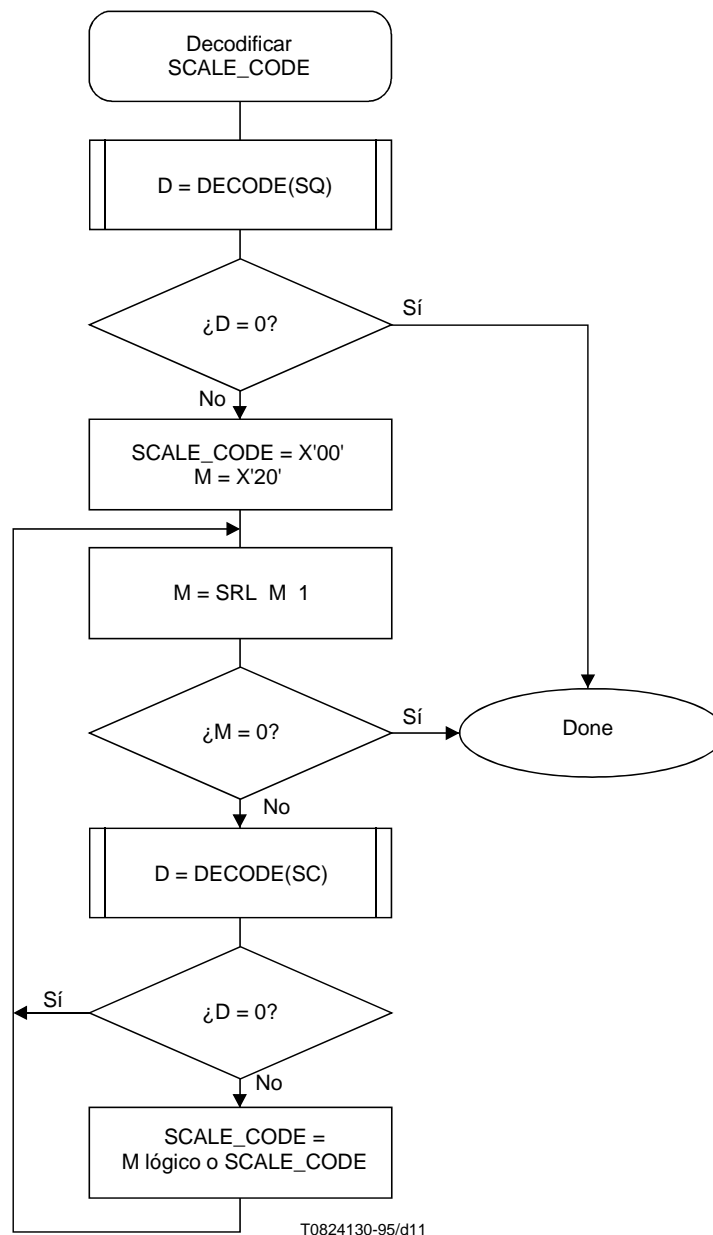 Decodificar
SCALE_CODE
D = DECODE(SQ)
¿D = 0?
Sí
No
SCALE_CODE = X'00'
M = X'20'
M = SRL M 1
¿M = 0?
Sí
Done
No
D = DECODE(SC)
¿D = 0?
Sí
No
SCALE_CODE =
M lógico o SCALE_CODE
T0824130-95/d11